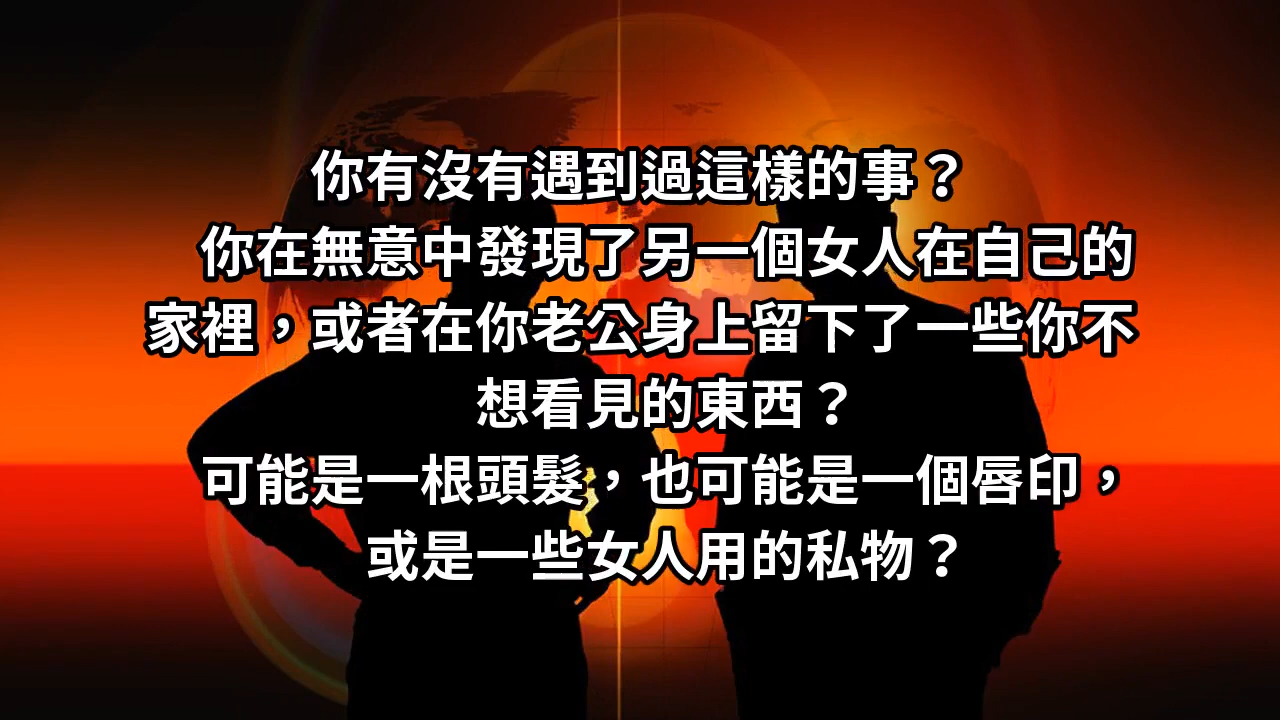 你有沒有遇到過這樣的事？
你在無意中發現了另一個女人在自己的
家裡，或者在你老公身上留下了一些你不
想看見的東西？
可能是一根頭髮，也可能是一個唇印，
或是一些女人用的私物？